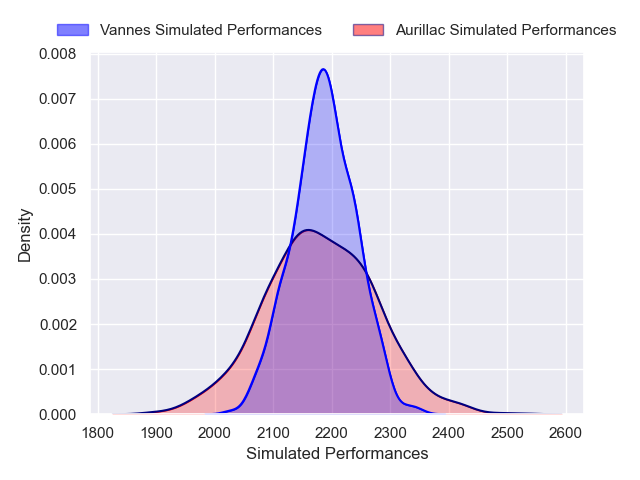 Vannes Simulated Performances Aurillac Simulated Performances
0.008
0.007
0.006
0.005
0.004
0.003
0.002
0.001
0.000
Density
1800 1900 2000 2100 2200 2300 2400 2500 2600
Simulated Performances